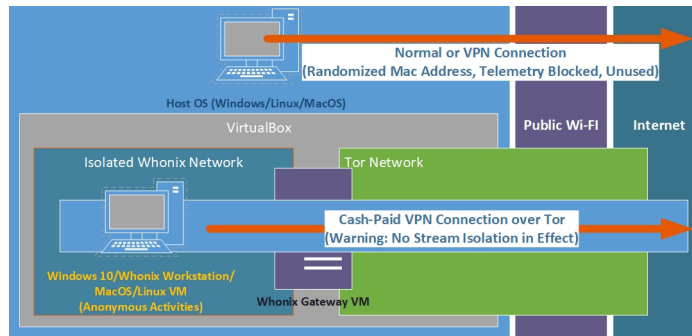 Normal or VPN Connection
(Randomized Mac Address, Telemetry Blocked, Unused)
Host OS (Windows/Linux/MacOS)
VirtualBox
Public Wi-FI
Internet
Isolated Whonix Network
Tor Network
Cash-Paid VPN Connection over Tor
(Warning: No Stream Isolation in Effect)
Windows 10/Whonix Workstation/
MacOS/Linux VM
(Anonymous Activities)
Whonix Gateway VM